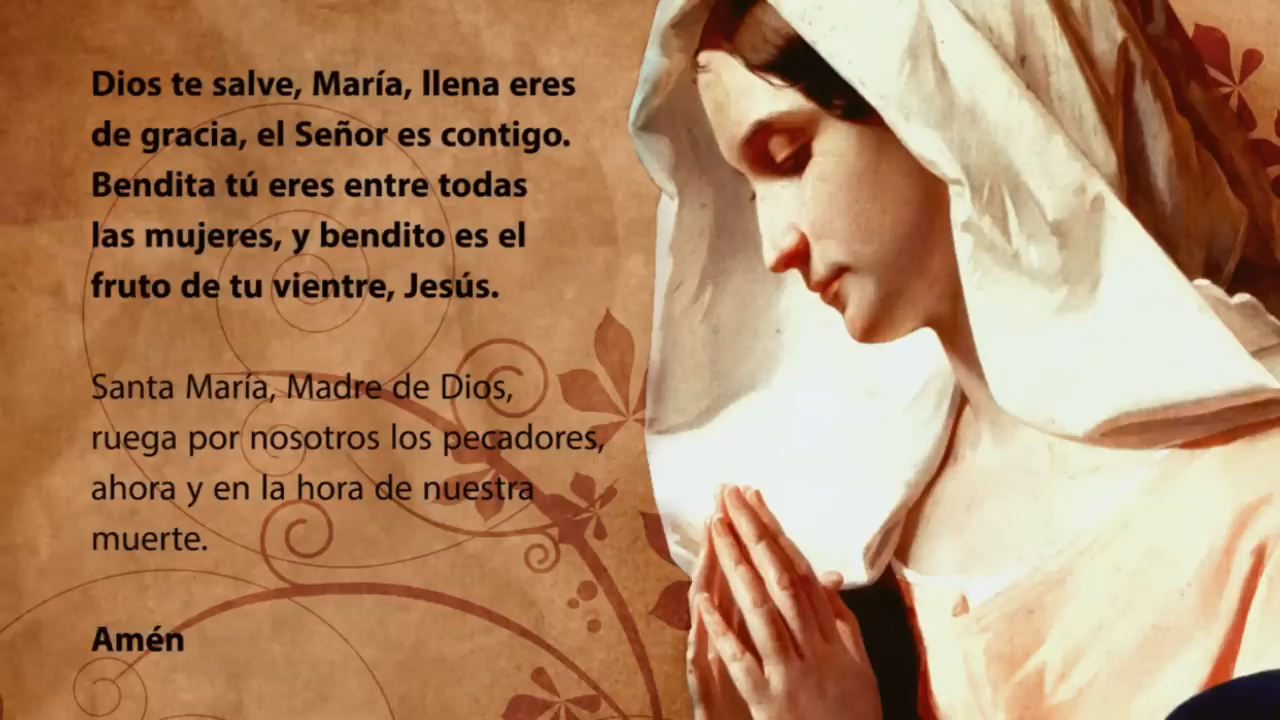 Dios te salve, María, llena eres
de gracia, el Señor es contigo.
Bendita tú eres entre todas
las mujeres, y bendito es el
fruto de tu vientre, Jesús.
Santa María, Madre de Dios,
ruega por nosotros los pecadores,
ahora y en la hora de nuestra
muerte.
Amén